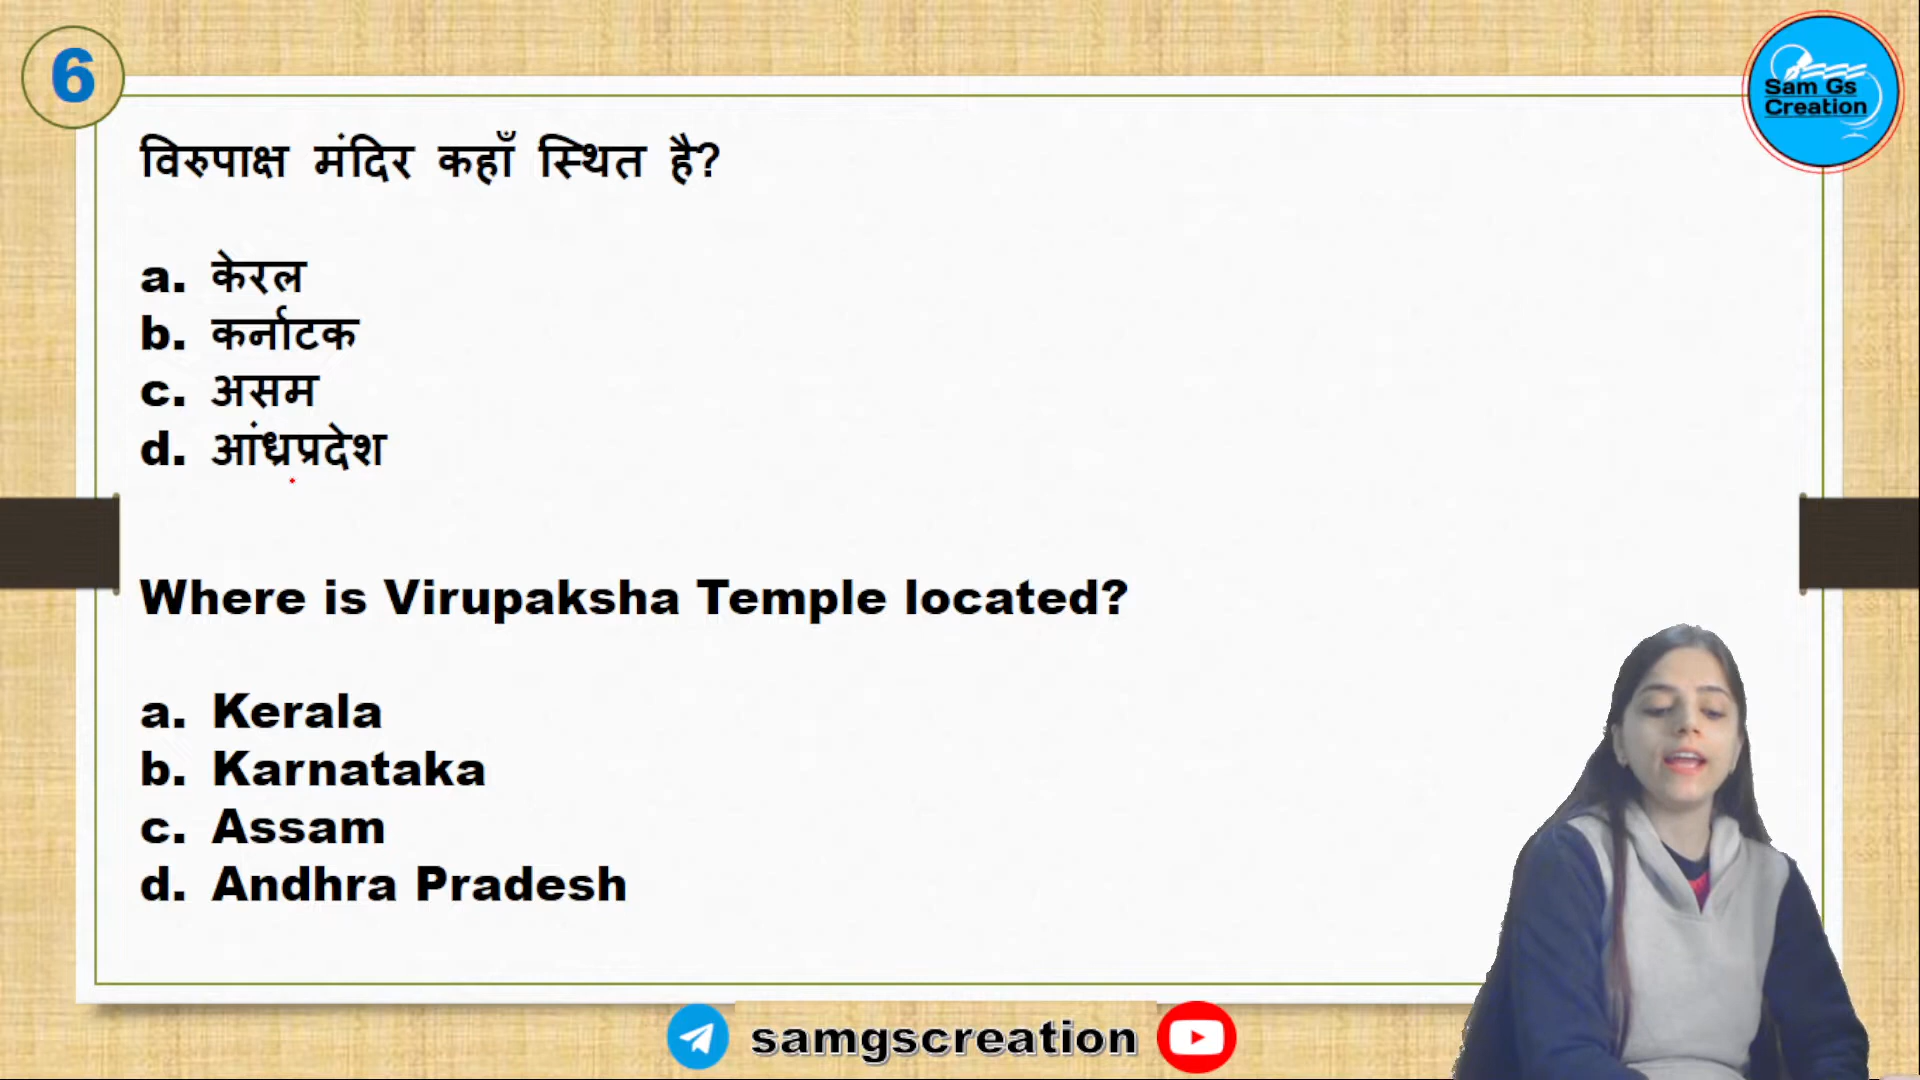 6
Sam Gs
Creation
विरुपाक्ष मंदिर कहाँ स्थित है?
a. केरल
b. कर्नाटक
c. असम
d. आंध्रप्रदेश
Where is Virupaksha Temple located?
a. Kerala
b. Karnataka
c. Assam
d. Andhra Pradesh
samgscreation